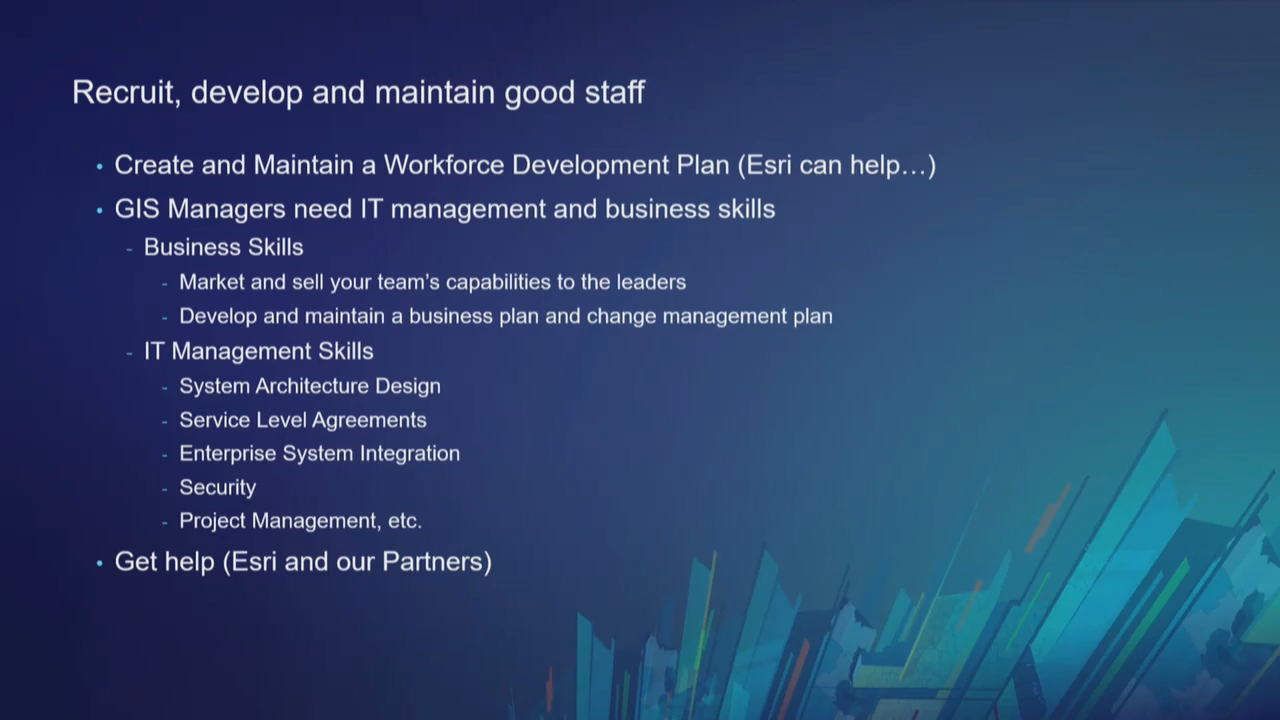 Recruit, develop and maintain good staff
• Create and Maintain a Workforce Development Plan (Esri can help…)
• GIS Managers need IT management and business skills
- Business Skills
- Market and sell your team’s capabilities to the leaders
- Develop and maintain a business plan and change management plan
- IT Management Skills
- System Architecture Design
- Service Level Agreements
- Enterprise System Integration
- Security
- Project Management, etc.
• Get help (Esri and our Partners)